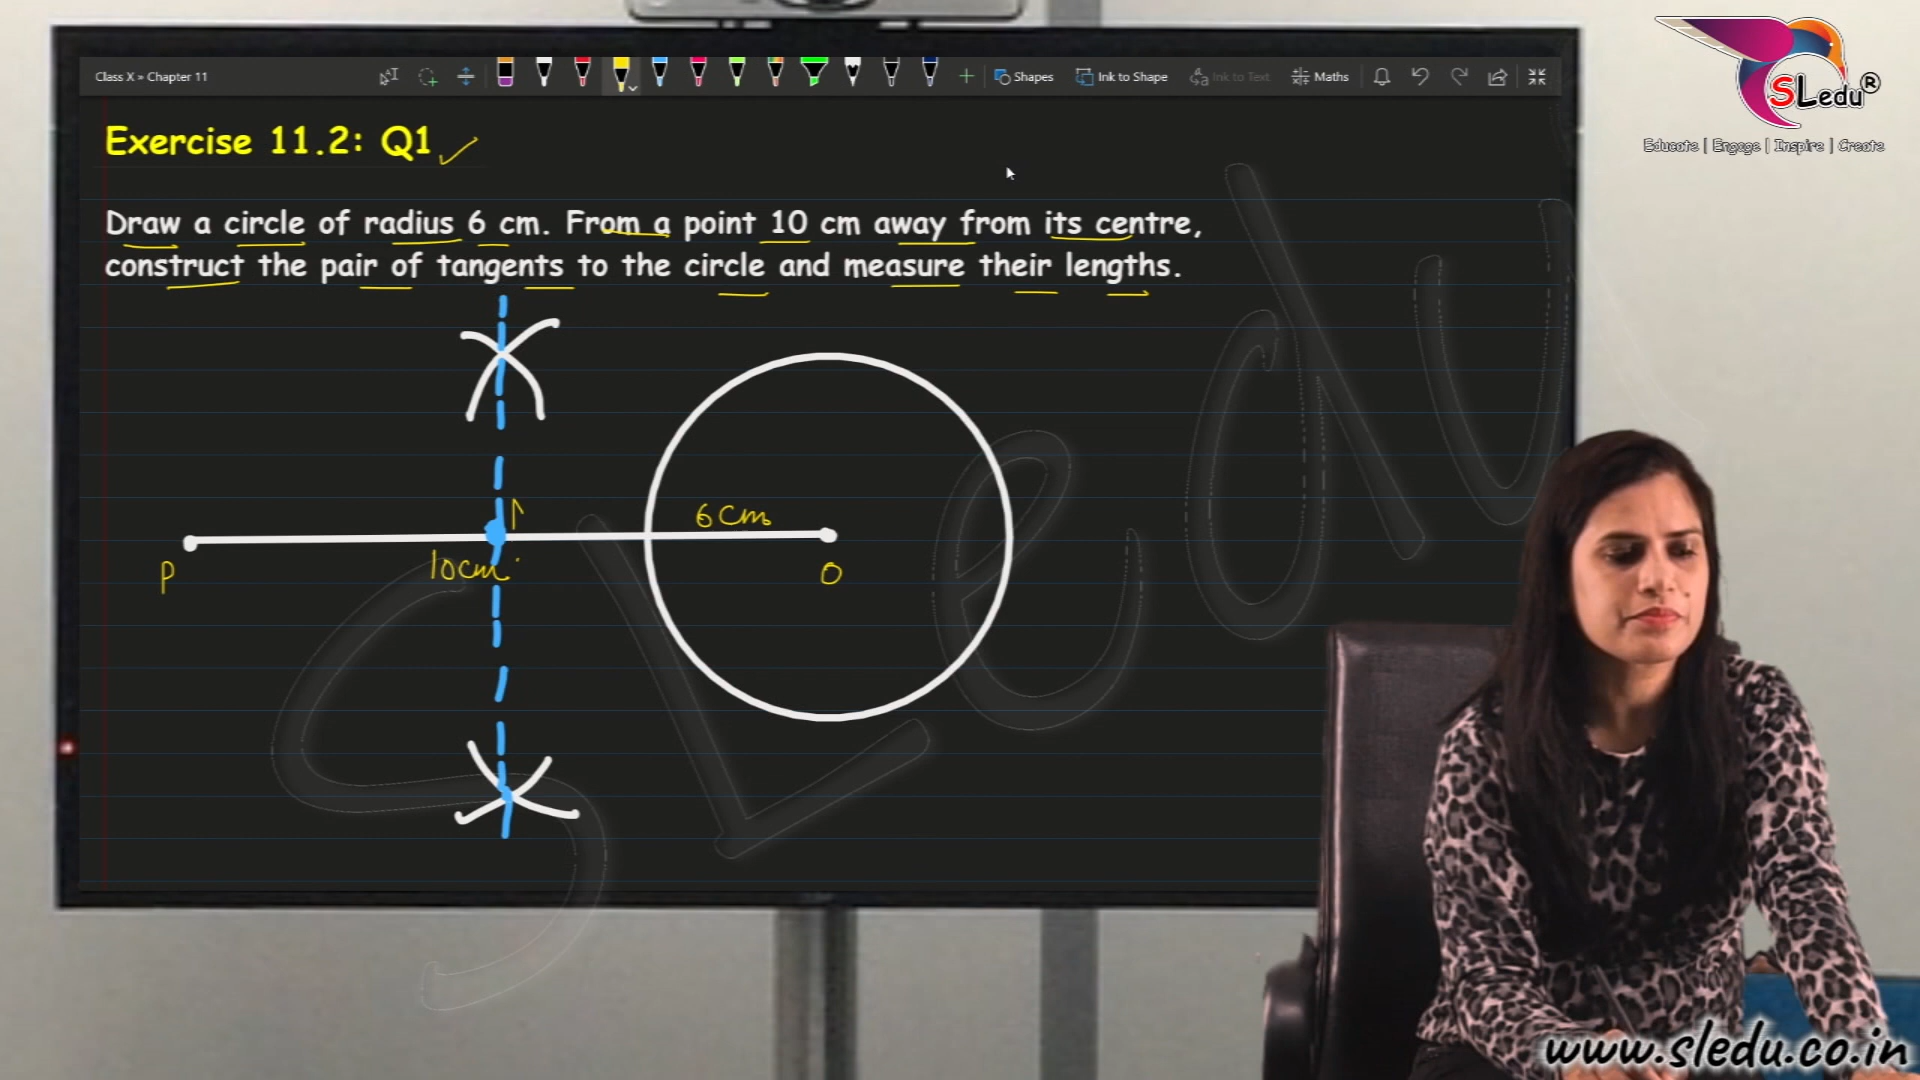 Class X » Chapter 11
Shapes
Ink to Shape
Ink to Text
Maths
SLedu®
Educate | Engage | Inspire | Create
Exercise 11.2: Q1
Draw a circle of radius 6 cm. From a point 10 cm away from its centre,
construct the pair of tangents to the circle and measure their lengths.
6 cm
P
10cm
O
SLedu
www.sledu.co.in